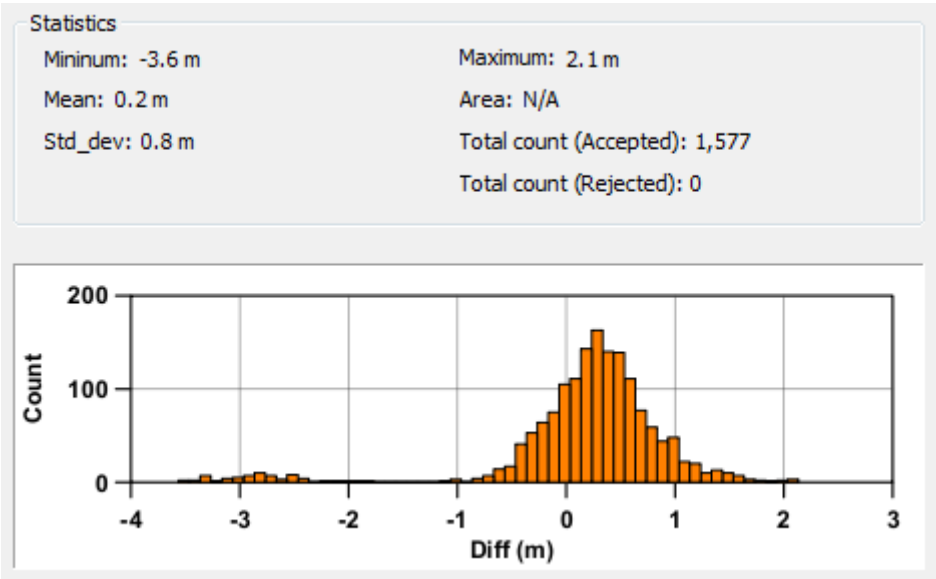 Statistics
Mininum: -3.6 m
Maximum: 2.1 m
Mean: 0.2 m
Area: N/A
Std_dev: 0.8 m
Total count (Accepted): 1,577
Total count (Rejected): 0
200
100
0
Count
-4 -3 -2 -1 0 1 2 3
Diff (m)